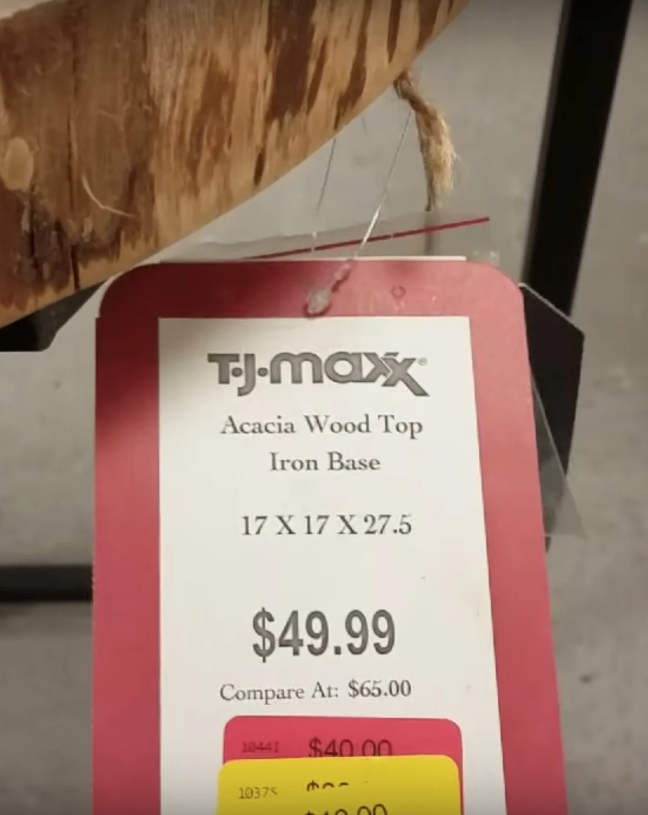 T·J·maxx®
Acacia Wood Top
Iron Base
17 X 17 X 27.5
$49.99
Compare At: $65.00
10441 $40.00